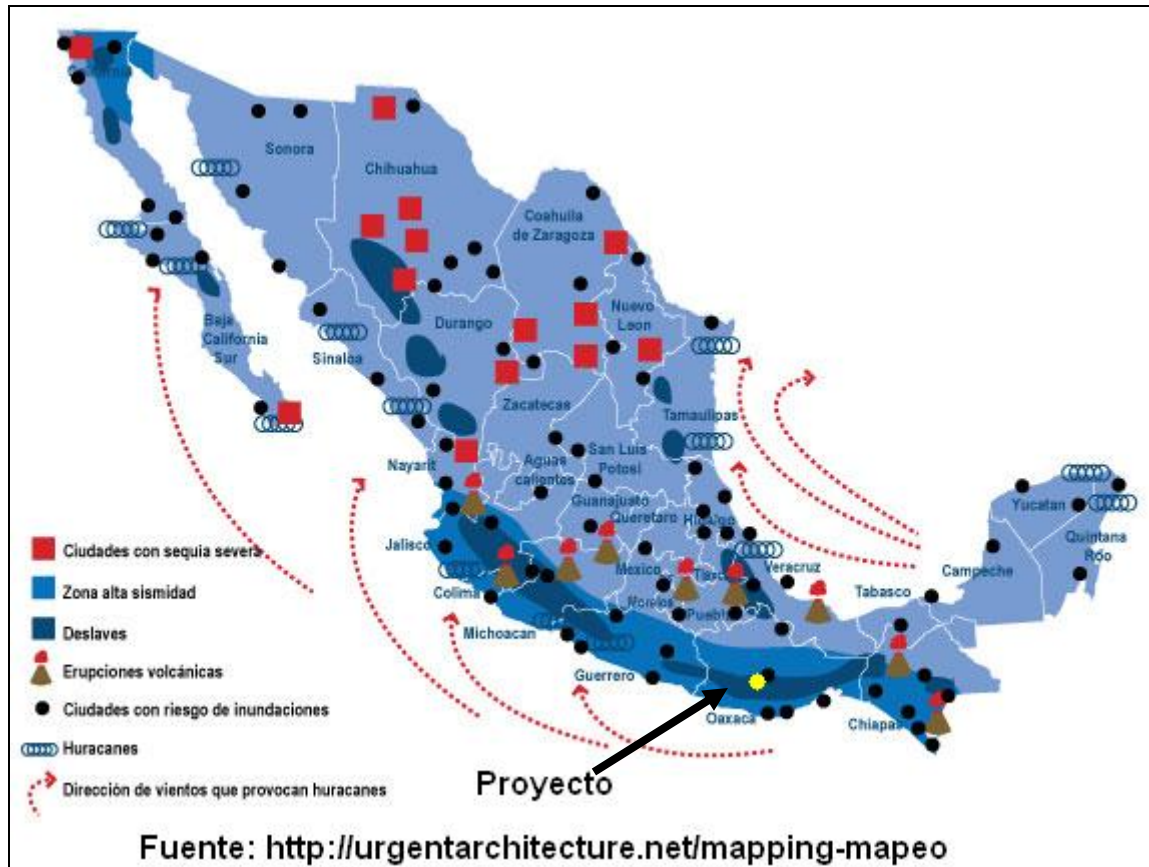 California
Sonora
Chihuahua
Coahuila
de Zaragoza
Nuevo
Leon
Durango
Baja
California
Sur
Sinaloa
Zacatecas
Tamaulipas
San Luis
Potosi
Nayarit
Aguas
calientes
Guanajuato
Queretaro
Hidalgo
Yucatan
Quintana
Roo
Campeche
Jalisco
Mexico
Veracruz
Tabasco
Colima
Morelos
Michoacan
Guerrero
Oaxaca
Chiapas
Ciudades con sequia severa
Zona alta sismidad
Deslaves
Erupciones volcánicas
Ciudades con riesgo de inundaciones
Huracanes
Dirección de vientos que provocan huracanes
Proyecto
Fuente: http://urgentarchitecture.net/mapping-mapeo